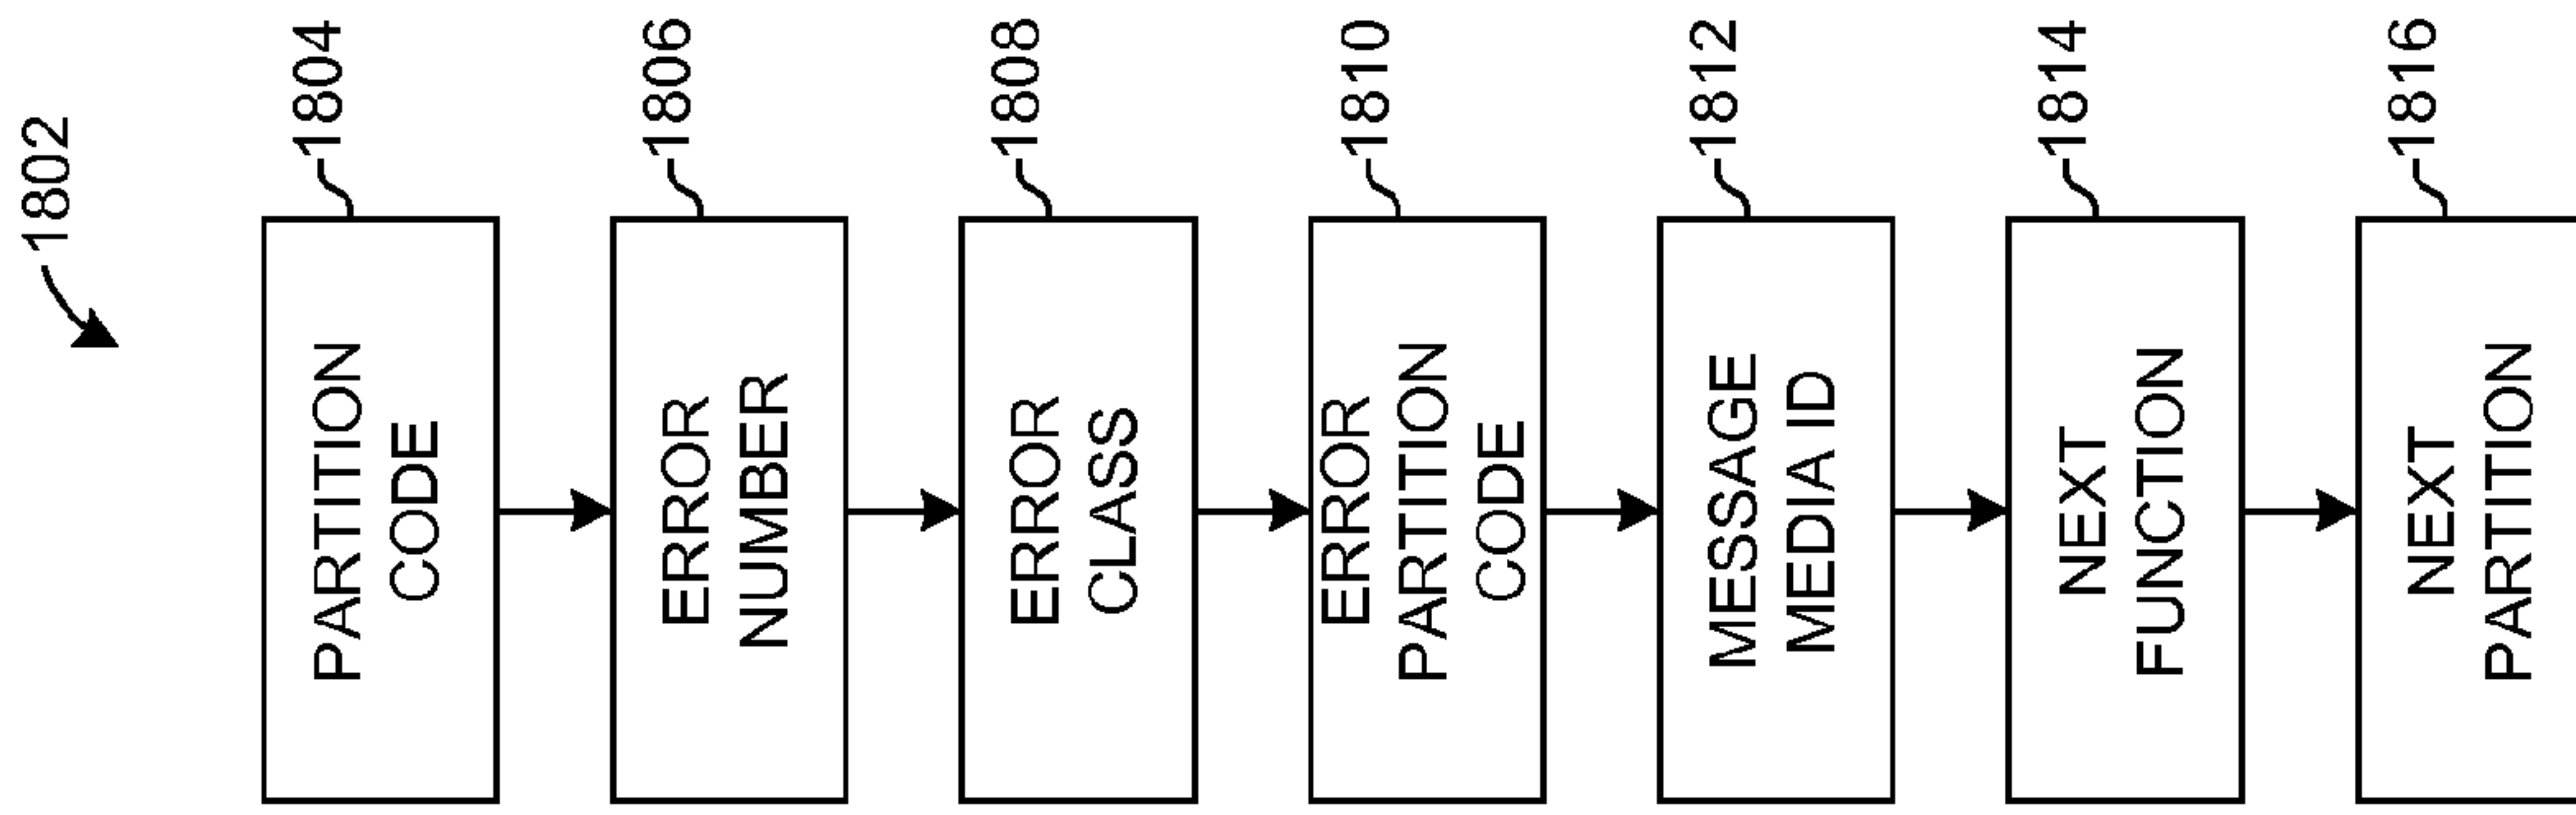 1802
PARTITION
CODE
1804
ERROR
NUMBER
1806
ERROR
CLASS
1808
ERROR
PARTITION
CODE
1810
MESSAGE
MEDIA ID
1812
NEXT
FUNCTION
1814
NEXT
PARTITION
1816